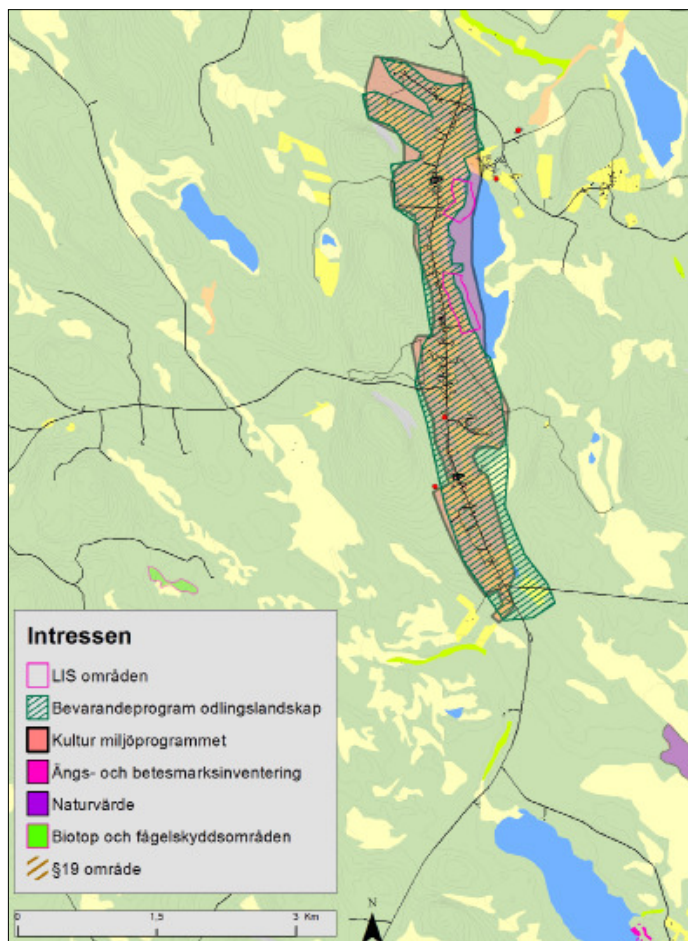 Intressen
LIS områden
Bevarandeprogram odlingslandskap
Kultur miljöprogrammet
Ängs- och betesmarksinventering
Naturvärde
Biotop och fågelskyddsområden
§19 område
0 1,5 3 Km
N